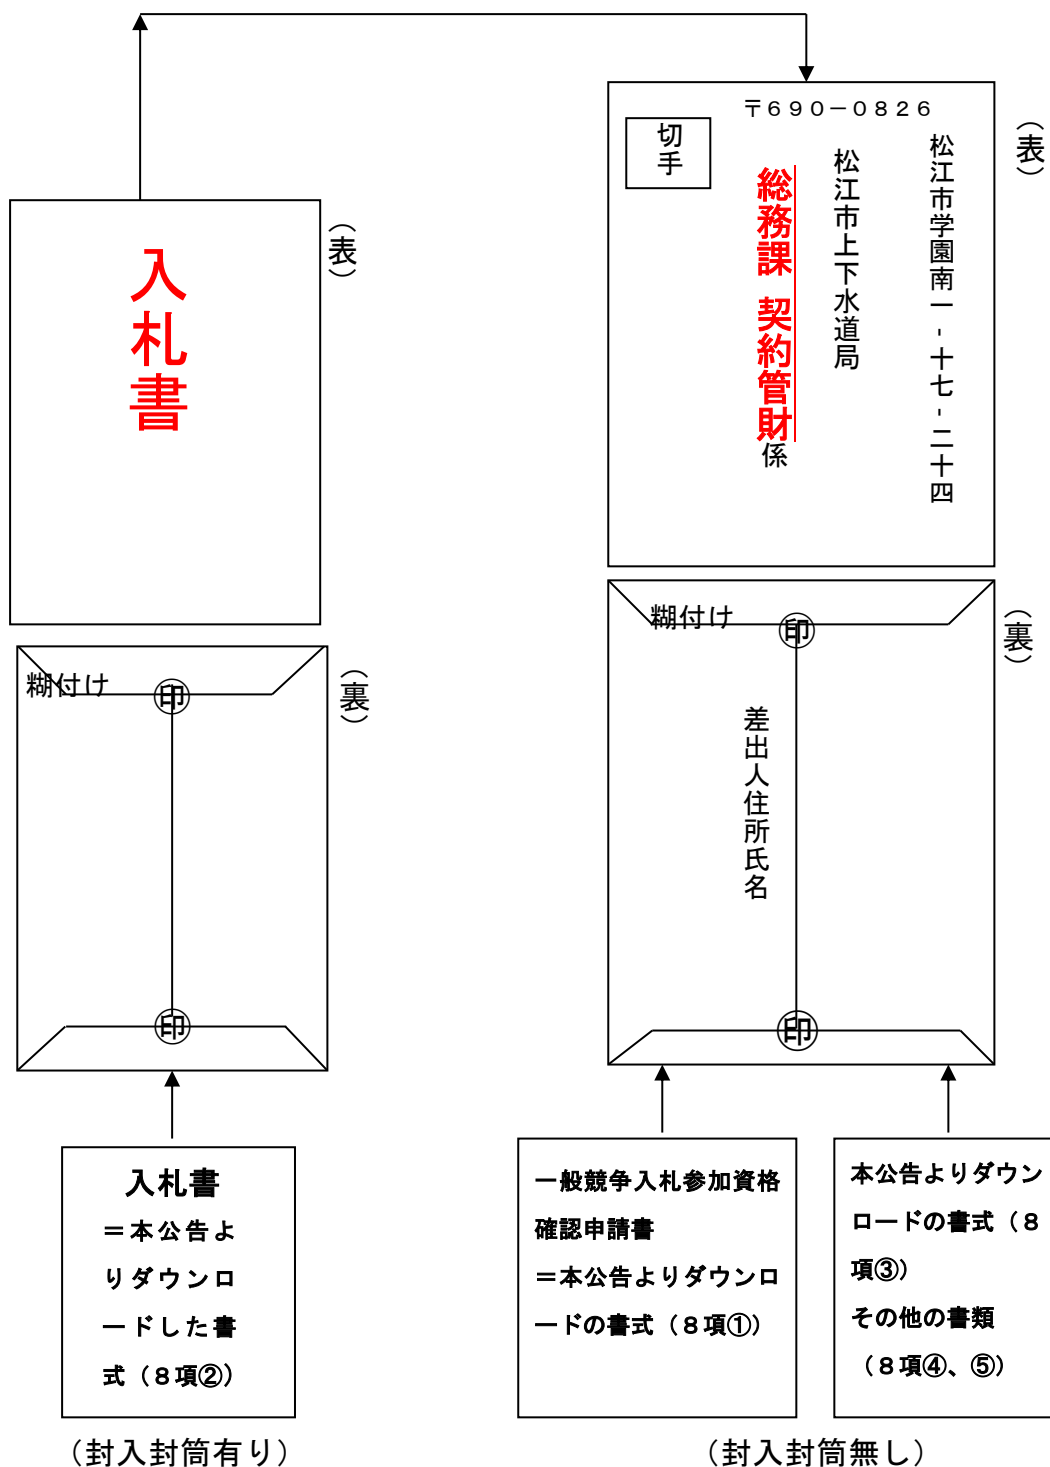 〒690－0826
切手
松江市学園南一-十七-二十四
松江市上下水道局
総務課 契約管財係
（表）
入札書
（表）
糊付け
印
差出人住所氏名
印
（裏）
糊付け
印
印
（裏）
入札書
＝本公告よ
りダウンロ
ードした書
式（８項②）
一般競争入札参加資格
確認申請書
＝本公告よりダウンロ
ードの書式（８項①）
本公告よりダウン
ロードの書式（８
項③）
その他の書類
（８項④、⑤）
（封入封筒有り）
（封入封筒無し）